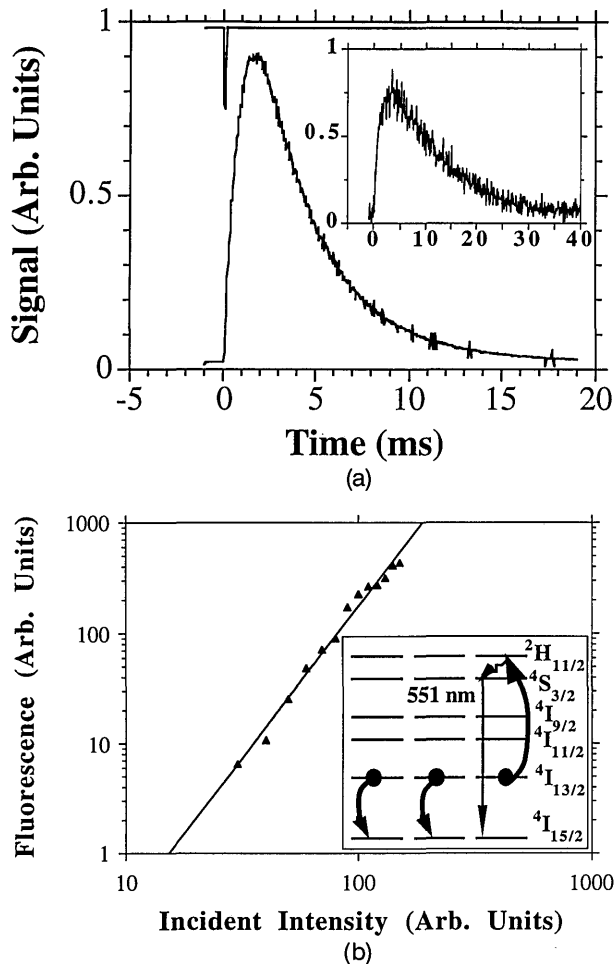 1
0.5
0
Signal (Arb. Units)
1
0.5
0
0 10 20 30 40
-5 0 5 10 15 20
Time (ms)
(a)
1000
100
10
1
Fluorescence (Arb. Units)
²H₁₁/₂
⁴S₃/₂
551 nm
⁴I₉/₂
⁴I₁₁/₂
⁴I₁₃/₂
⁴I₁₅/₂
10 100 1000
Incident Intensity (Arb. Units)
(b)